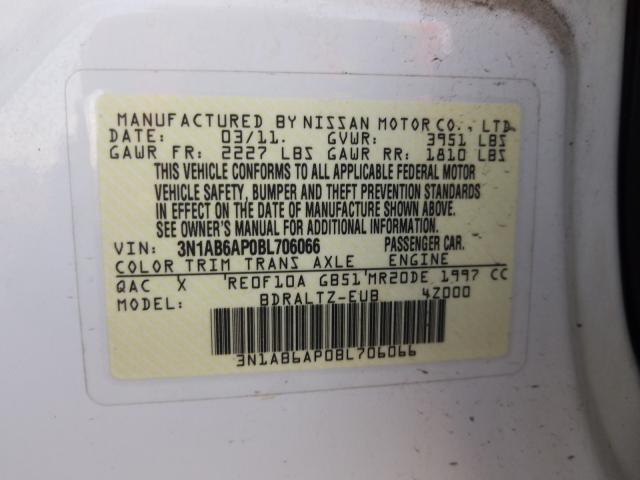 MANUFACTURED BY NISSAN MOTOR CO., LTD.
DATE: 03/11. GVWR: 3951 LBS
GAWR FR: 2227 LBS GAWR RR: 1810 LBS
THIS VEHICLE CONFORMS TO ALL APPLICABLE FEDERAL MOTOR
VEHICLE SAFETY, BUMPER AND THEFT PREVENTION STANDARDS
IN EFFECT ON THE DATE OF MANUFACTURE SHOWN ABOVE.
SEE OWNER'S MANUAL FOR ADDITIONAL INFORMATION.
VIN: 3N1AB6AP0BL706066 PASSENGER CAR.
COLOR TRIM TRANS AXLE ENGINE
QAC X 'RE0F10A GB51'MR20DE 1997 CC
MODEL: BDRALTZ-EUB 4Z000
3N1AB6AP0BL706066